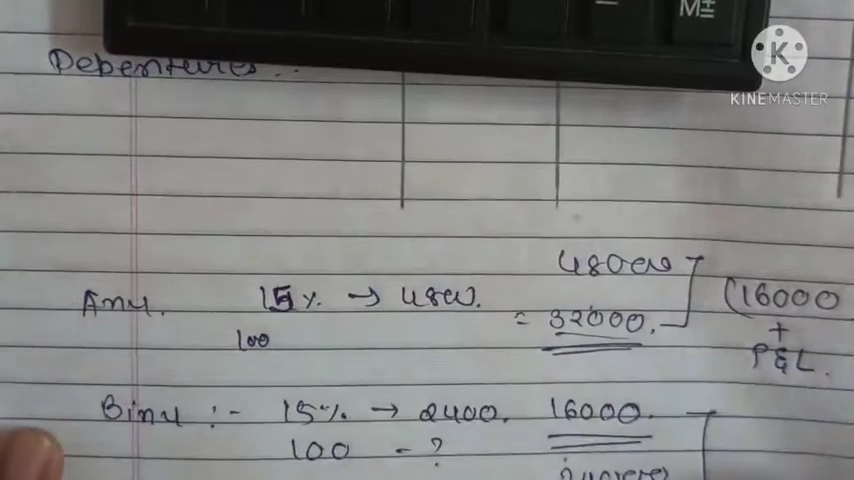 M±
K
KINEMASTER
Debentures..
48000
Anu. 15% → 4800.
= 32000.
(16000
+
P&L.
100
Binu :- 15% → 2400. 16000.
100 - ?